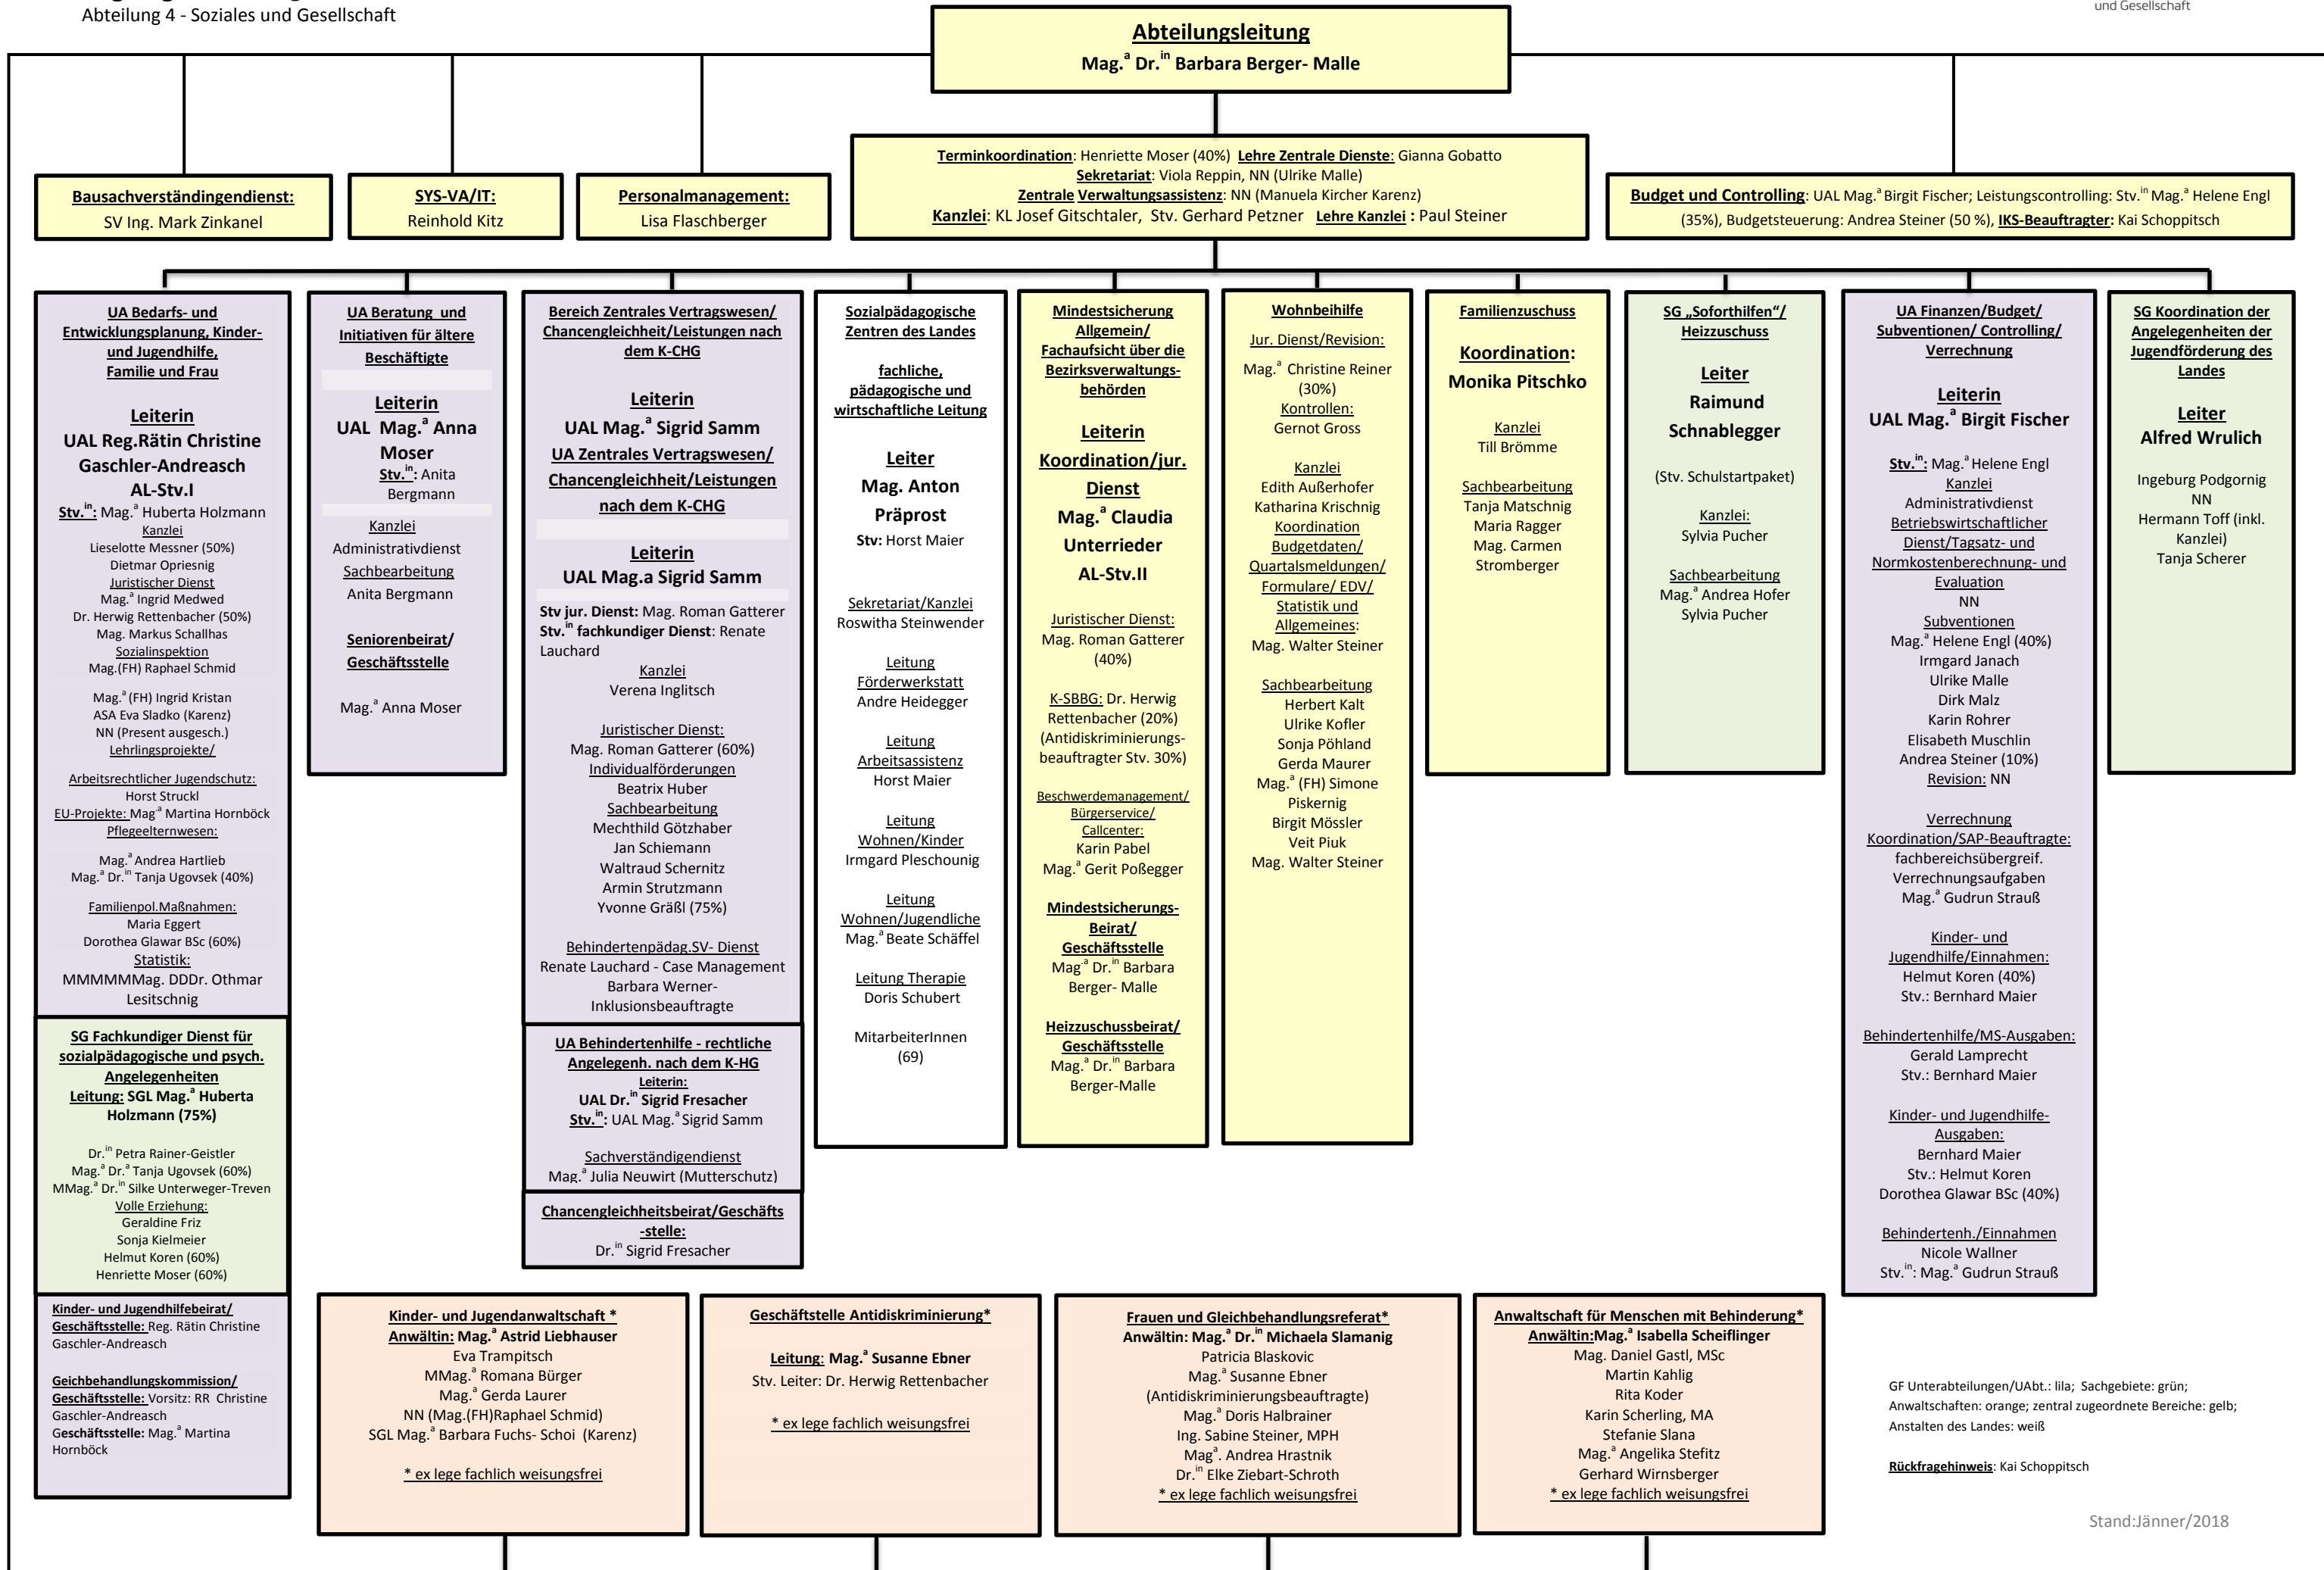 Abteilung 4 - Soziales und Gesellschaft
und Gesellschaft
Abteilungsleitung
Mag.a Dr.in Barbara Berger- Malle
Bausachverständingendienst:
SV Ing. Mark Zinkanel
SYS-VA/IT:
Reinhold Kitz
Personalmanagement:
Lisa Flaschberger
Terminkoordination: Henriette Moser (40%) Lehre Zentrale Dienste: Gianna Gobatto
Sekretariat: Viola Reppin, NN (Ulrike Malle)
Zentrale Verwaltungsassistenz: NN (Manuela Kircher Karenz)
Kanzlei: KL Josef Gitschtaler, Stv. Gerhard Petzner Lehre Kanzlei : Paul Steiner
Budget und Controlling: UAL Mag.a Birgit Fischer; Leistungscontrolling: Stv.in Mag.a Helene Engl
(35%), Budgetsteuerung: Andrea Steiner (50 %), IKS-Beauftragter: Kai Schoppitsch
UA Bedarfs- und
Entwicklungsplanung, Kinder-
und Jugendhilfe,
Familie und Frau
Leiterin
UAL Reg.Rätin Christine
Gaschler-Andreasch
AL-Stv.I
Stv.in: Mag.a Huberta Holzmann
Kanzlei
Lieselotte Messner (50%)
Dietmar Opriesnig
Juristischer Dienst
Mag.a Ingrid Medwed
Dr. Herwig Rettenbacher (50%)
Mag. Markus Schallhas
Sozialinspektion
Mag.(FH) Raphael Schmid
Mag.a (FH) Ingrid Kristan
ASA Eva Sladko (Karenz)
NN (Present ausgesch.)
Lehrlingsprojekte/
Arbeitsrechtlicher Jugendschutz:
Horst Struckl
EU-Projekte: Maga Martina Hornböck
Pflegeelternwesen:
Mag.a Andrea Hartlieb
Mag.a Dr.in Tanja Ugovsek (40%)
Familienpol.Maßnahmen:
Maria Eggert
Dorothea Glawar BSc (60%)
Statistik:
MMMMMMag. DDDr. Othmar
Lesitschnig
SG Fachkundiger Dienst für
sozialpädagogische und psych.
Angelegenheiten
Leitung: SGL Mag.a Huberta
Holzmann (75%)
Dr.in Petra Rainer-Geistler
Mag.a Dr.a Tanja Ugovsek (60%)
MMag.a Dr.in Silke Unterweger-Treven
Volle Erziehung:
Geraldine Friz
Sonja Kielmeier
Helmut Koren (60%)
Henriette Moser (60%)
Kinder- und Jugendhilfebeirat/
Geschäftsstelle: Reg. Rätin Christine
Gaschler-Andreasch
Geichbehandlungskommission/
Geschäftsstelle: Vorsitz: RR Christine
Gaschler-Andreasch
Geschäftsstelle: Mag.a Martina
Hornböck
UA Beratung und
Initiativen für ältere
Beschäftigte
Leiterin
UAL Mag.a Anna
Moser
Stv.in: Anita
Bergmann
Kanzlei
Administrativdienst
Sachbearbeitung
Anita Bergmann
Seniorenbeirat/
Geschäftsstelle
Mag.a Anna Moser
Bereich Zentrales Vertragswesen/
Chancengleichheit/Leistungen nach
dem K-CHG
Leiterin
UAL Mag.a Sigrid Samm
UA Zentrales Vertragswesen/
Chancengleichheit/Leistungen
nach dem K-CHG
Leiterin
UAL Mag.a Sigrid Samm
Stv jur. Dienst: Mag. Roman Gatterer
Stv.in fachkundiger Dienst: Renate
Lauchard
Kanzlei
Verena Inglitsch
Juristischer Dienst:
Mag. Roman Gatterer (60%)
Individualförderungen
Beatrix Huber
Sachbearbeitung
Mechthild Götzhaber
Jan Schiemann
Waltraud Schernitz
Armin Strutzmann
Yvonne Gräßl (75%)
Behindertenpädag.SV- Dienst
Renate Lauchard - Case Management
Barbara Werner-
Inklusionsbeauftragte
UA Behindertenhilfe - rechtliche
Angelegenh. nach dem K-HG
Leiterin:
UAL Dr.in Sigrid Fresacher
Stv.in: UAL Mag.a Sigrid Samm
Sachverständigendienst
Mag.a Julia Neuwirt (Mutterschutz)
Chancengleichheitsbeirat/Geschäfts
-stelle:
Dr.in Sigrid Fresacher
Sozialpädagogische
Zentren des Landes
fachliche,
pädagogische und
wirtschaftliche Leitung
Leiter
Mag. Anton
Präprost
Stv: Horst Maier
Sekretariat/Kanzlei
Roswitha Steinwender
Leitung
Förderwerkstatt
Andre Heidegger
Leitung
Arbeitsassistenz
Horst Maier
Leitung
Wohnen/Kinder
Irmgard Pleschounig
Leitung
Wohnen/Jugendliche
Mag.a Beate Schäffel
Leitung Therapie
Doris Schubert
MitarbeiterInnen
(69)
Mindestsicherung
Allgemein/
Fachaufsicht über die
Bezirksverwaltungs-
behörden
Leiterin
Koordination/jur.
Dienst
Mag.a Claudia
Unterrieder
AL-Stv.II
Juristischer Dienst:
Mag. Roman Gatterer
(40%)
K-SBBG: Dr. Herwig
Rettenbacher (20%)
(Antidiskriminierungs-
beauftragter Stv. 30%)
Beschwerdemanagement/
Bürgerservice/
Callcenter:
Karin Pabel
Mag.a Gerit Poßegger
Mindestsicherungs-
Beirat/
Geschäftsstelle
Mag.a Dr.in Barbara
Berger- Malle
Heizzuschussbeirat/
Geschäftsstelle
Mag.a Dr.in Barbara
Berger-Malle
Wohnbeihilfe
Jur. Dienst/Revision:
Mag.a Christine Reiner
(30%)
Kontrollen:
Gernot Gross
Kanzlei
Edith Außerhofer
Katharina Krischnig
Koordination
Budgetdaten/
Quartalsmeldungen/
Formulare/ EDV/
Statistik und
Allgemeines:
Mag. Walter Steiner
Sachbearbeitung
Herbert Kalt
Ulrike Kofler
Sonja Pöhland
Gerda Maurer
Mag.a (FH) Simone
Piskernig
Birgit Mössler
Veit Piuk
Mag. Walter Steiner
Familienzuschuss
Koordination:
Monika Pitschko
Kanzlei
Till Brömme
Sachbearbeitung
Tanja Matschnig
Maria Ragger
Mag. Carmen
Stromberger
SG „Soforthilfen“/
Heizzuschuss
Leiter
Raimund
Schnablegger
(Stv. Schulstartpaket)
Kanzlei:
Sylvia Pucher
Sachbearbeitung
Mag.a Andrea Hofer
Sylvia Pucher
UA Finanzen/Budget/
Subventionen/ Controlling/
Verrechnung
Leiterin
UAL Mag.a Birgit Fischer
Stv.in: Mag.a Helene Engl
Kanzlei
Administrativdienst
Betriebswirtschaftlicher
Dienst/Tagsatz- und
Normkostenberechnung- und
Evaluation
NN
Subventionen
Mag.a Helene Engl (40%)
Irmgard Janach
Ulrike Malle
Dirk Malz
Karin Rohrer
Elisabeth Muschlin
Andrea Steiner (10%)
Revision: NN
Verrechnung
Koordination/SAP-Beauftragte:
fachbereichsübergreif.
Verrechnungsaufgaben
Mag.a Gudrun Strauß
Kinder- und
Jugendhilfe/Einnahmen:
Helmut Koren (40%)
Stv.: Bernhard Maier
Behindertenhilfe/MS-Ausgaben:
Gerald Lamprecht
Stv.: Bernhard Maier
Kinder- und Jugendhilfe-
Ausgaben:
Bernhard Maier
Stv.: Helmut Koren
Dorothea Glawar BSc (40%)
Behindertenh./Einnahmen
Nicole Wallner
Stv.in: Mag.a Gudrun Strauß
SG Koordination der
Angelegenheiten der
Jugendförderung des
Landes
Leiter
Alfred Wrulich
Ingeburg Podgornig
NN
Hermann Toff (inkl.
Kanzlei)
Tanja Scherer
Kinder- und Jugendanwaltschaft *
Anwältin: Mag.a Astrid Liebhauser
Eva Trampitsch
MMag.a Romana Bürger
Mag.a Gerda Laurer
NN (Mag.(FH)Raphael Schmid)
SGL Mag.a Barbara Fuchs- Schoi (Karenz)
* ex lege fachlich weisungsfrei
Geschäftstelle Antidiskriminierung*
Leitung: Mag.a Susanne Ebner
Stv. Leiter: Dr. Herwig Rettenbacher
* ex lege fachlich weisungsfrei
Frauen und Gleichbehandlungsreferat*
Anwältin: Mag.a Dr.in Michaela Slamanig
Patricia Blaskovic
Mag.a Susanne Ebner
(Antidiskriminierungsbeauftragte)
Mag.a Doris Halbrainer
Ing. Sabine Steiner, MPH
Maga. Andrea Hrastnik
Dr.in Elke Ziebart-Schroth
* ex lege fachlich weisungsfrei
Anwaltschaft für Menschen mit Behinderung*
Anwältin:Mag.a Isabella Scheiflinger
Mag. Daniel Gastl, MSc
Martin Kahlig
Rita Koder
Karin Scherling, MA
Stefanie Slana
Mag.a Angelika Stefitz
Gerhard Wirnsberger
* ex lege fachlich weisungsfrei
GF Unterabteilungen/UAbt.: lila; Sachgebiete: grün;
Anwaltschaften: orange; zentral zugeordnete Bereiche: gelb;
Anstalten des Landes: weiß
Rückfragehinweis: Kai Schoppitsch
Stand:Jänner/2018